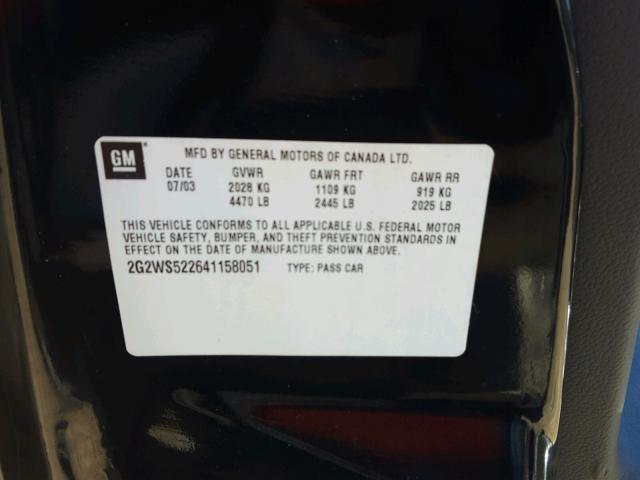 GM
MFD BY GENERAL MOTORS OF CANADA LTD.
DATE GVWR GAWR FRT GAWR RR
07/03 2028 KG 1109 KG 919 KG
4470 LB 2445 LB 2025 LB
THIS VEHICLE CONFORMS TO ALL APPLICABLE U.S. FEDERAL MOTOR
VEHICLE SAFETY, BUMPER, AND THEFT PREVENTION STANDARDS IN
EFFECT ON THE DATE OF MANUFACTURE SHOWN ABOVE.
2G2WS522641158051 TYPE: PASS CAR